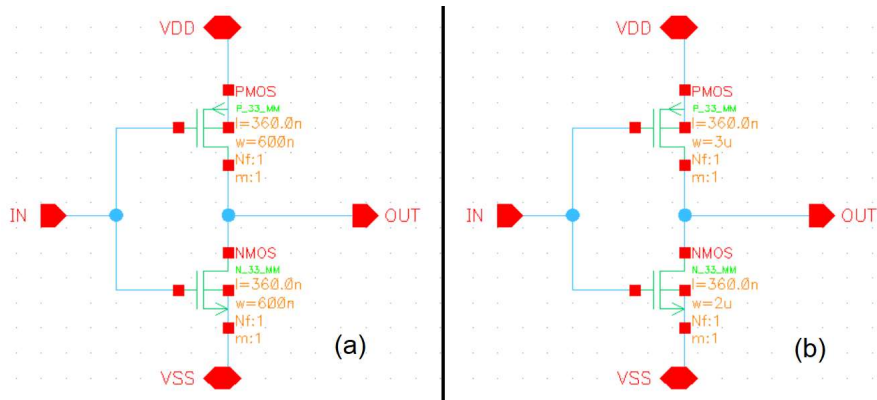 VDD
PMOS
P_33_MM
l=360.0n
w=600n
Nf:1
m:1
IN
OUT
NMOS
N_33_MM
l=360.0n
w=600n
Nf:1
m:1
VSS
(a)
VDD
PMOS
P_33_MM
l=360.0n
w=3u
Nf:1
m:1
IN
OUT
NMOS
N_33_MM
l=360.0n
w=2u
Nf:1
m:1
VSS
(b)